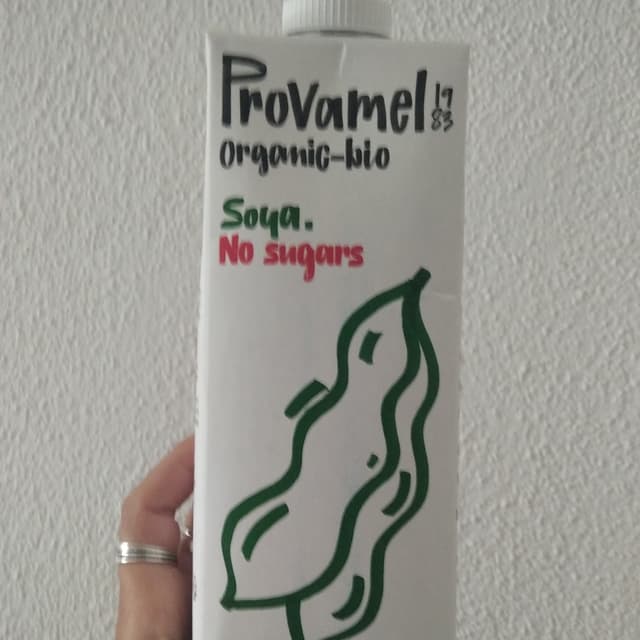 Provamel 19
83
organic-bio
Soya.
No sugars